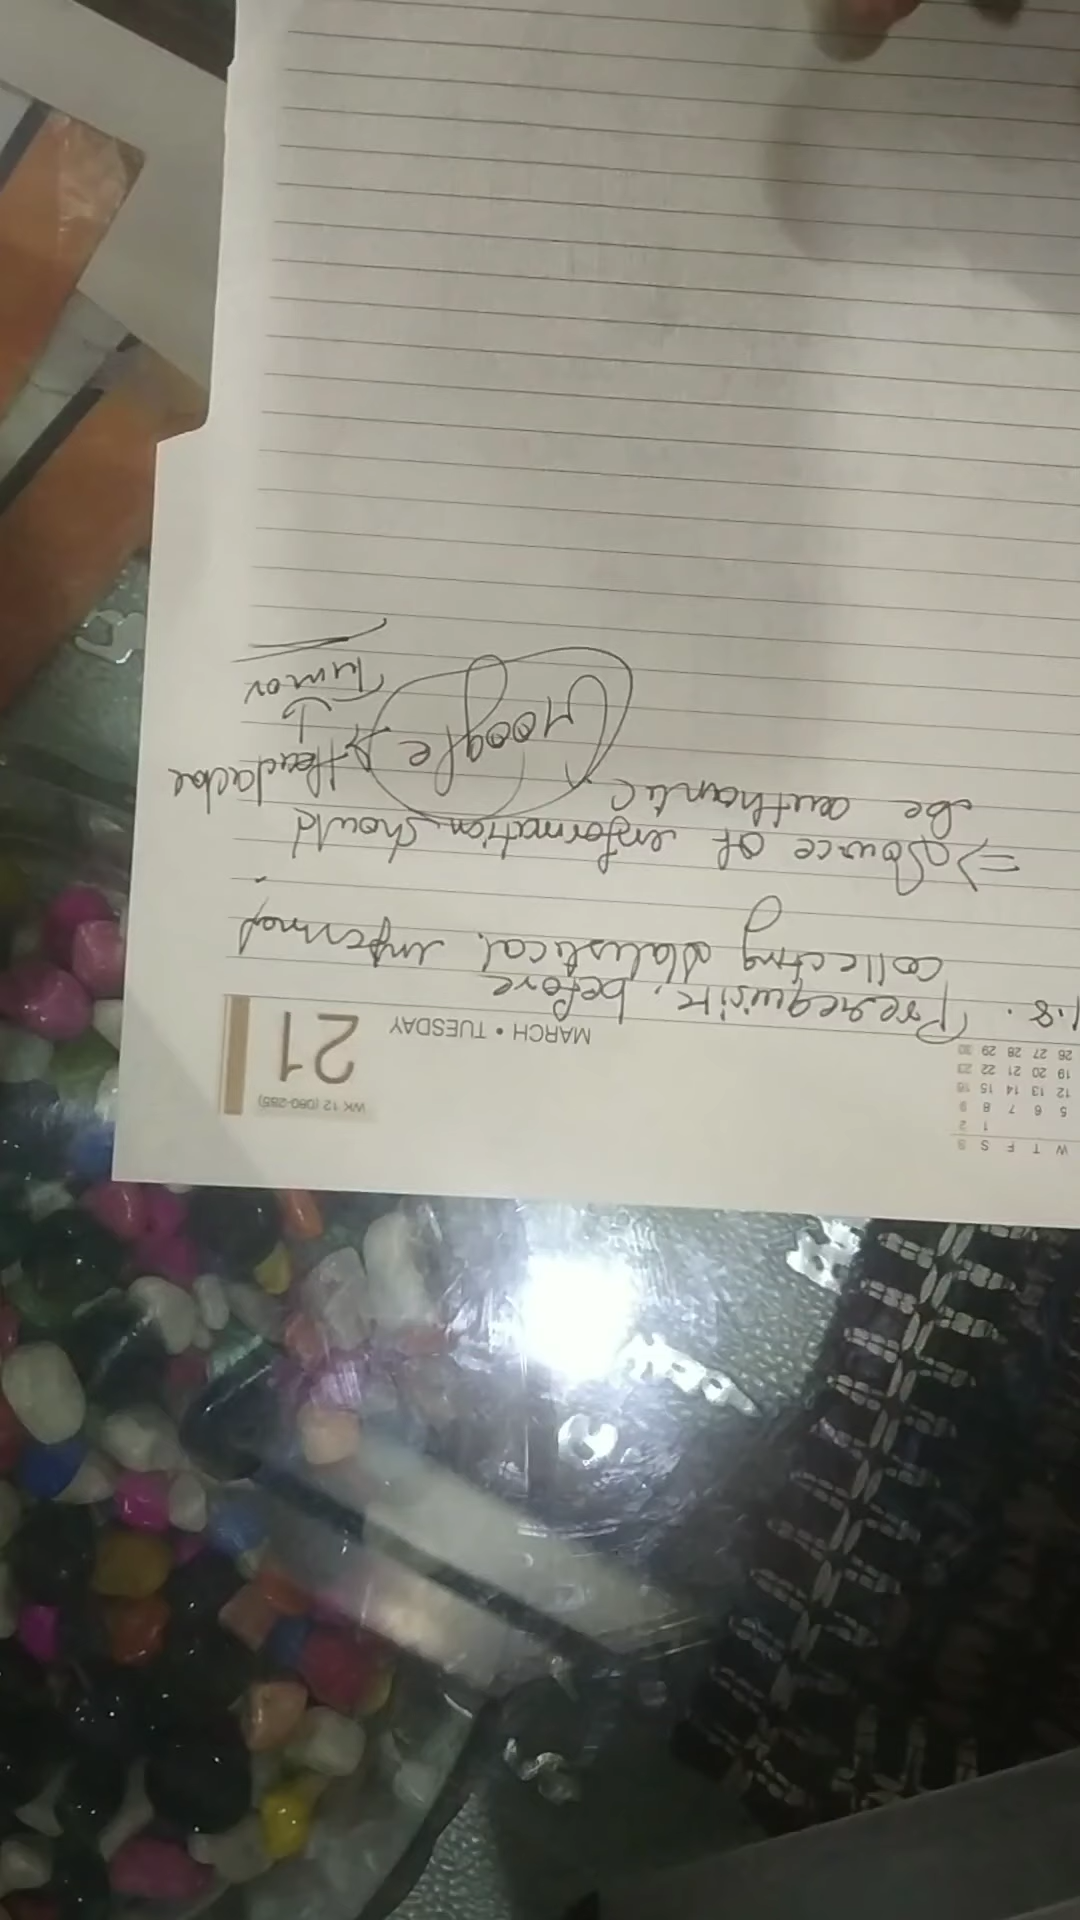 WK 12 (080-285)
21
MARCH • TUESDAY
W T F S S
1 2
5 6 7 8 9
12 13 14 15 16
19 20 21 22 23
26 27 28 29 30
1.8. Prerequisite, before
collecting statistical informat
=> Source of information should
be authantic Google → Headache
↓
Tumor